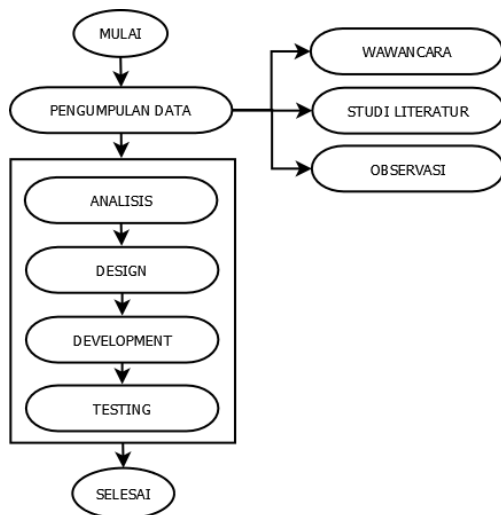 MULAI
WAWANCARA
PENGUMPULAN DATA
STUDI LITERATUR
OBSERVASI
ANALISIS
DESIGN
DEVELOPMENT
TESTING
SELESAI